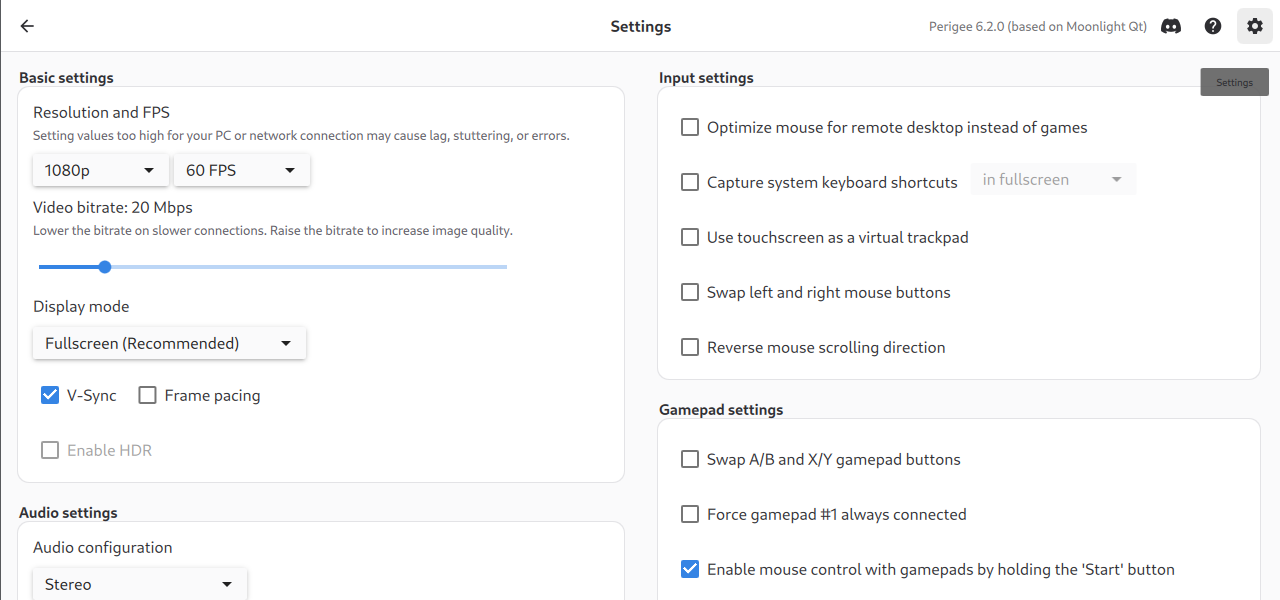 Settings
Perigee 6.2.0 (based on Moonlight Qt)
Settings
Basic settings
Resolution and FPS
Setting values too high for your PC or network connection may cause lag, stuttering, or errors.
1080p
60 FPS
Video bitrate: 20 Mbps
Lower the bitrate on slower connections. Raise the bitrate to increase image quality.
Display mode
Fullscreen (Recommended)
V-Sync
Frame pacing
Enable HDR
Audio settings
Audio configuration
Stereo
Input settings
Optimize mouse for remote desktop instead of games
Capture system keyboard shortcuts
in fullscreen
Use touchscreen as a virtual trackpad
Swap left and right mouse buttons
Reverse mouse scrolling direction
Gamepad settings
Swap A/B and X/Y gamepad buttons
Force gamepad #1 always connected
Enable mouse control with gamepads by holding the 'Start' button